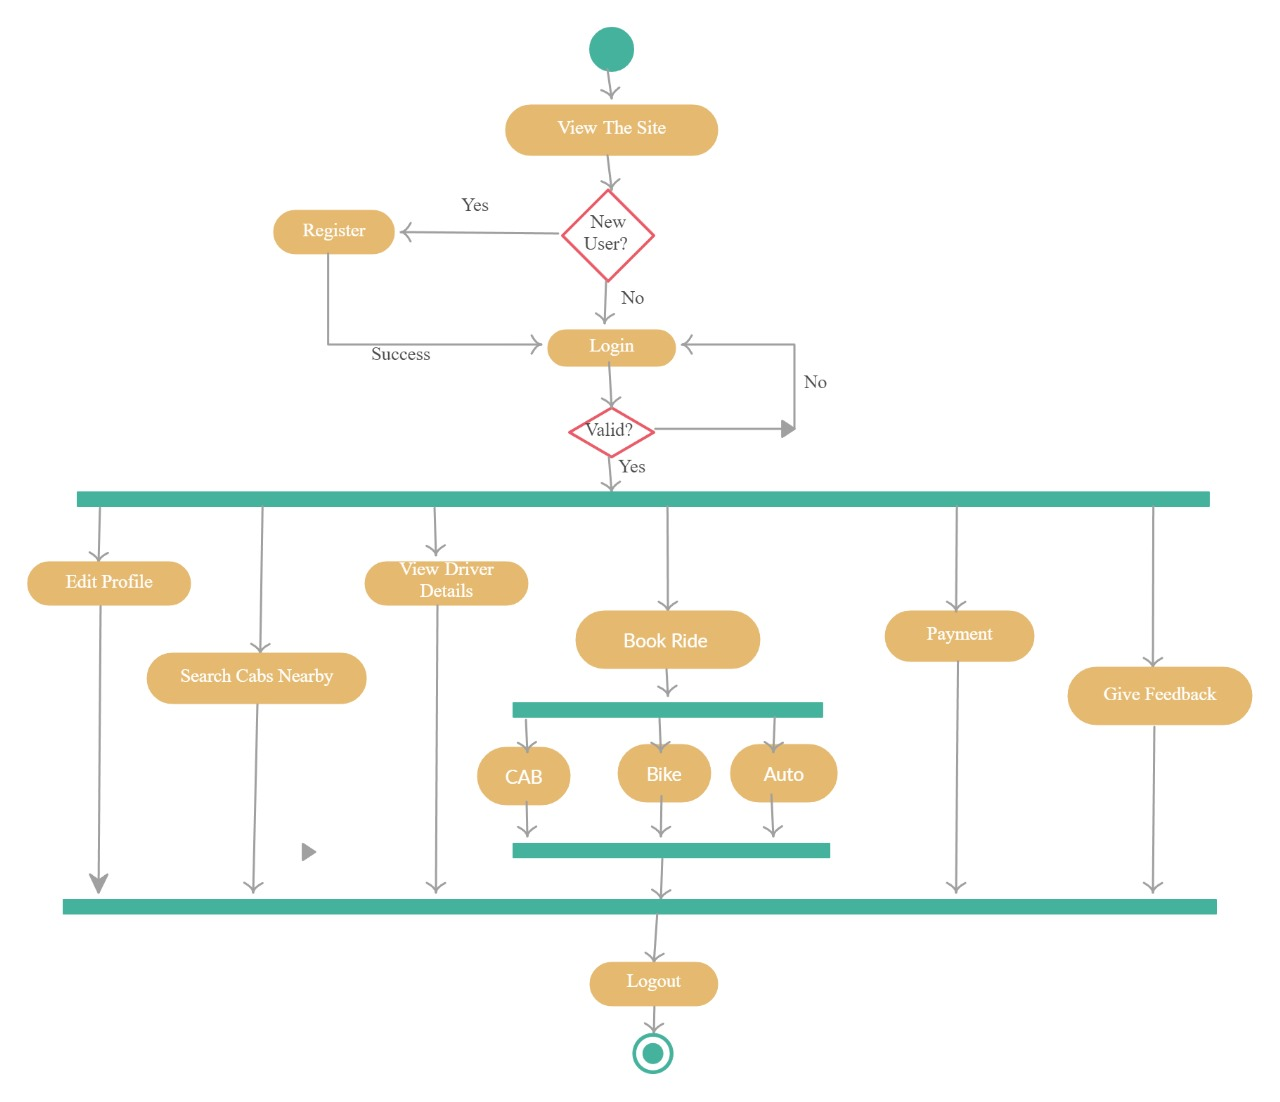 View The Site
Yes
New
User?
Register
No
Login
Success
No
Valid?
Yes
Edit Profile
View Driver
Details
Book Ride
Payment
Search Cabs Nearby
Give Feedback
CAB
Bike
Auto
Logout